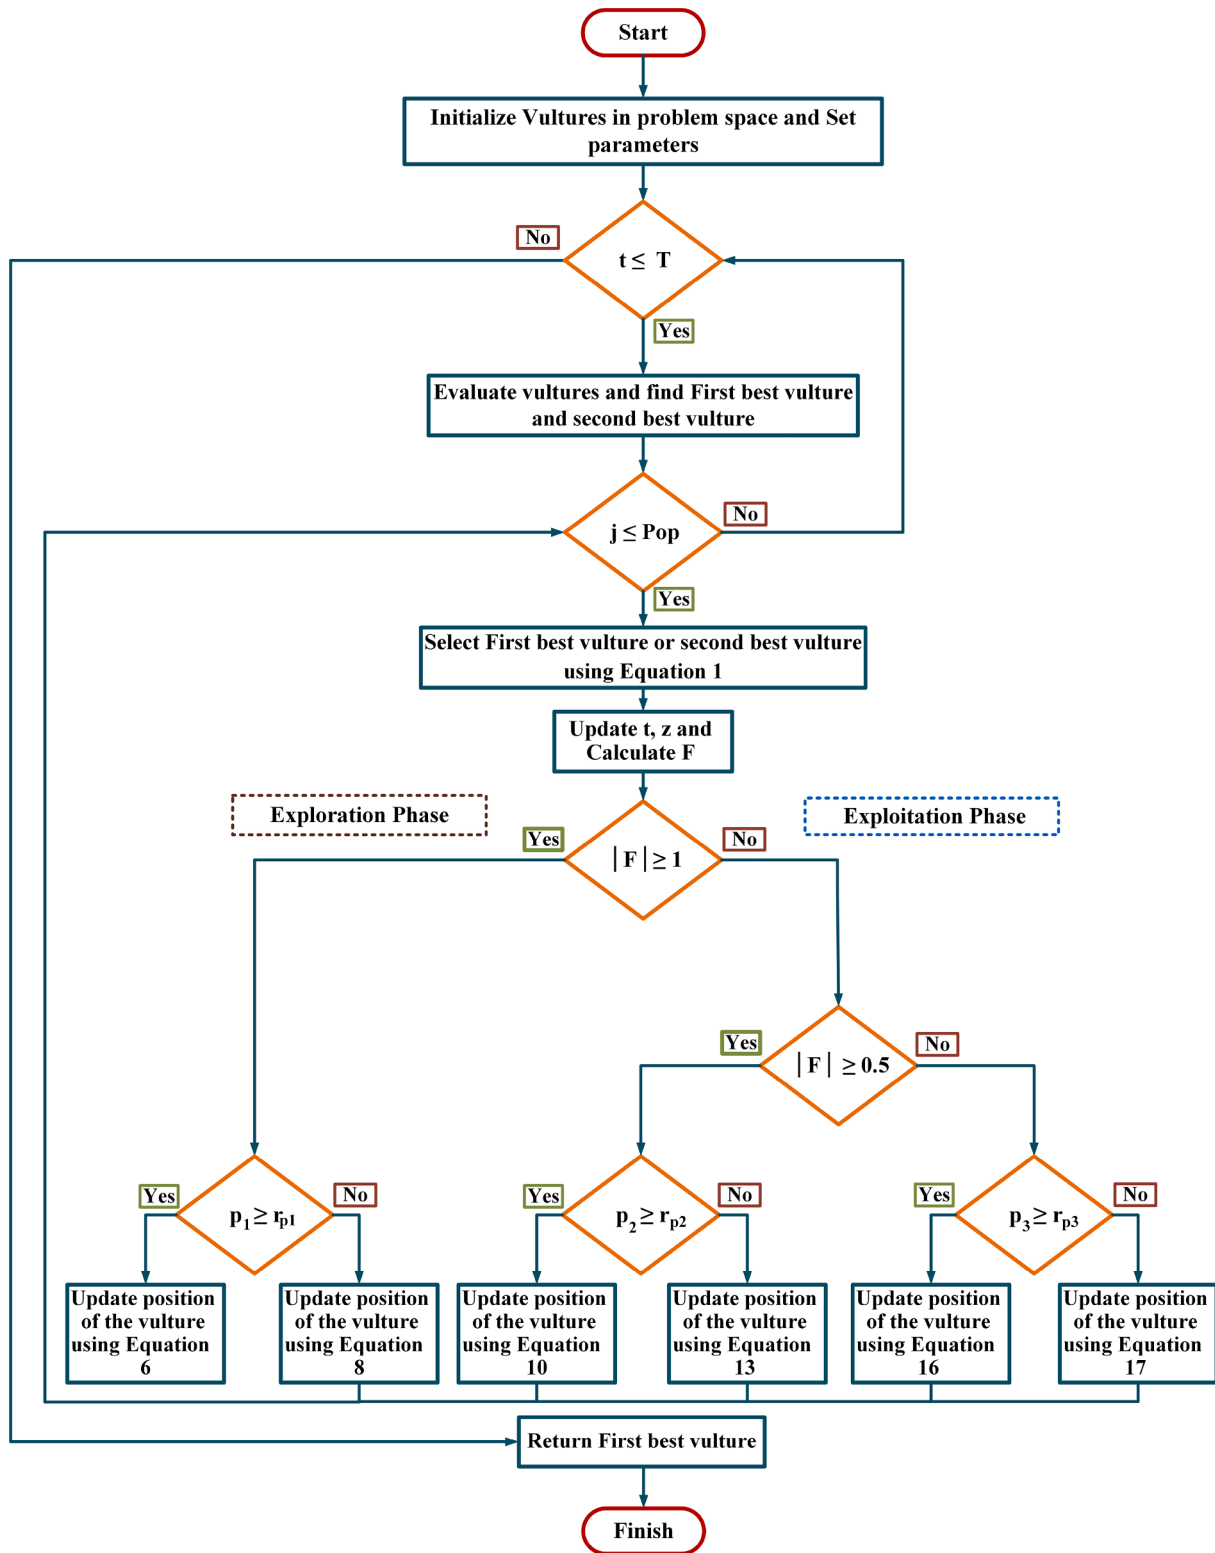 Start
Initialize Vultures in problem space and Set
parameters
No
t ≤ T
Yes
Evaluate vultures and find First best vulture
and second best vulture
j ≤ Pop
No
Yes
Select First best vulture or second best vulture
using Equation 1
Update t, z and
Calculate F
Exploration Phase
Exploitation Phase
Yes
No
|F| ≥ 1
Yes
No
|F| ≥ 0.5
Yes
No
p1 ≥ rp1
Yes
No
p2 ≥ rp2
Yes
No
p3 ≥ rp3
Update position
of the vulture
using Equation
6
Update position
of the vulture
using Equation
8
Update position
of the vulture
using Equation
10
Update position
of the vulture
using Equation
13
Update position
of the vulture
using Equation
16
Update position
of the vulture
using Equation
17
Return First best vulture
Finish